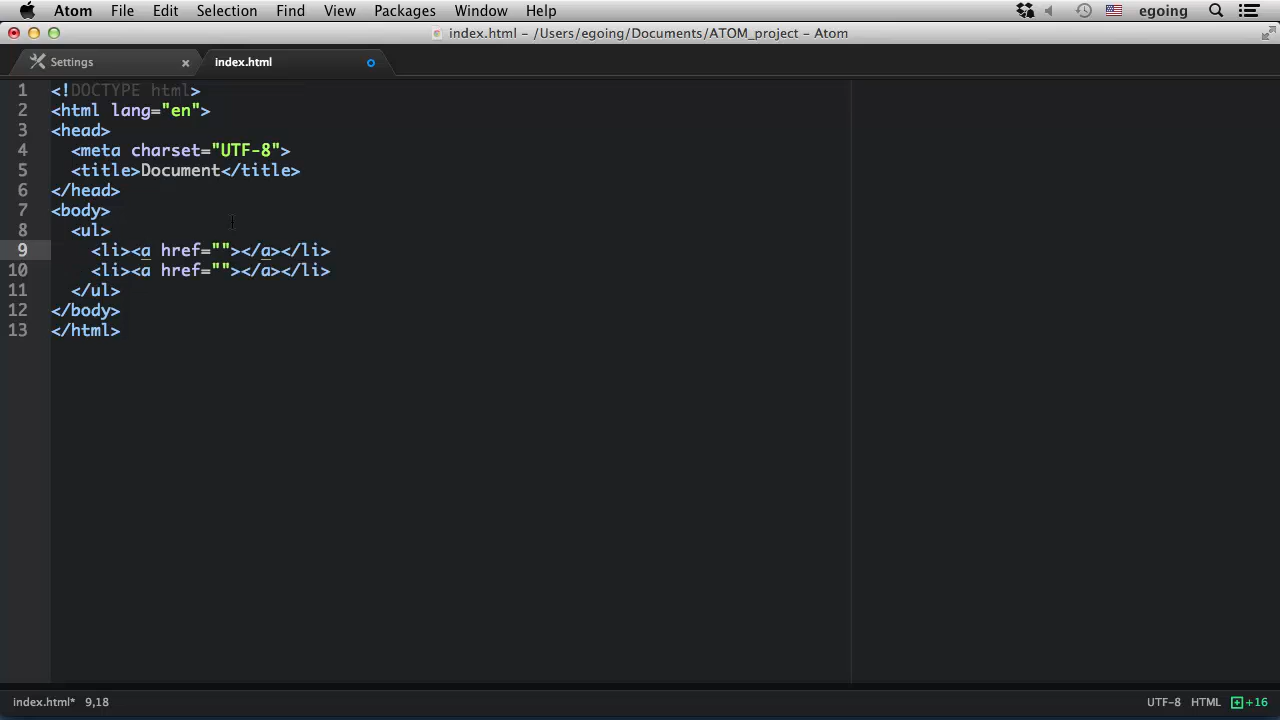 Atom File Edit Selection Find View Packages Window Help egoing
index.html – /Users/egoing/Documents/ATOM_project – Atom
Settings × index.html
1 <!DOCTYPE html>
2 <html lang="en">
3 <head>
4 <meta charset="UTF-8">
5 <title>Document</title>
6 </head>
7 <body>
8 <ul>
9 <li><a href=""></a></li>
10 <li><a href=""></a></li>
11 </ul>
12 </body>
13 </html>
index.html* 9,18 UTF-8 HTML +16